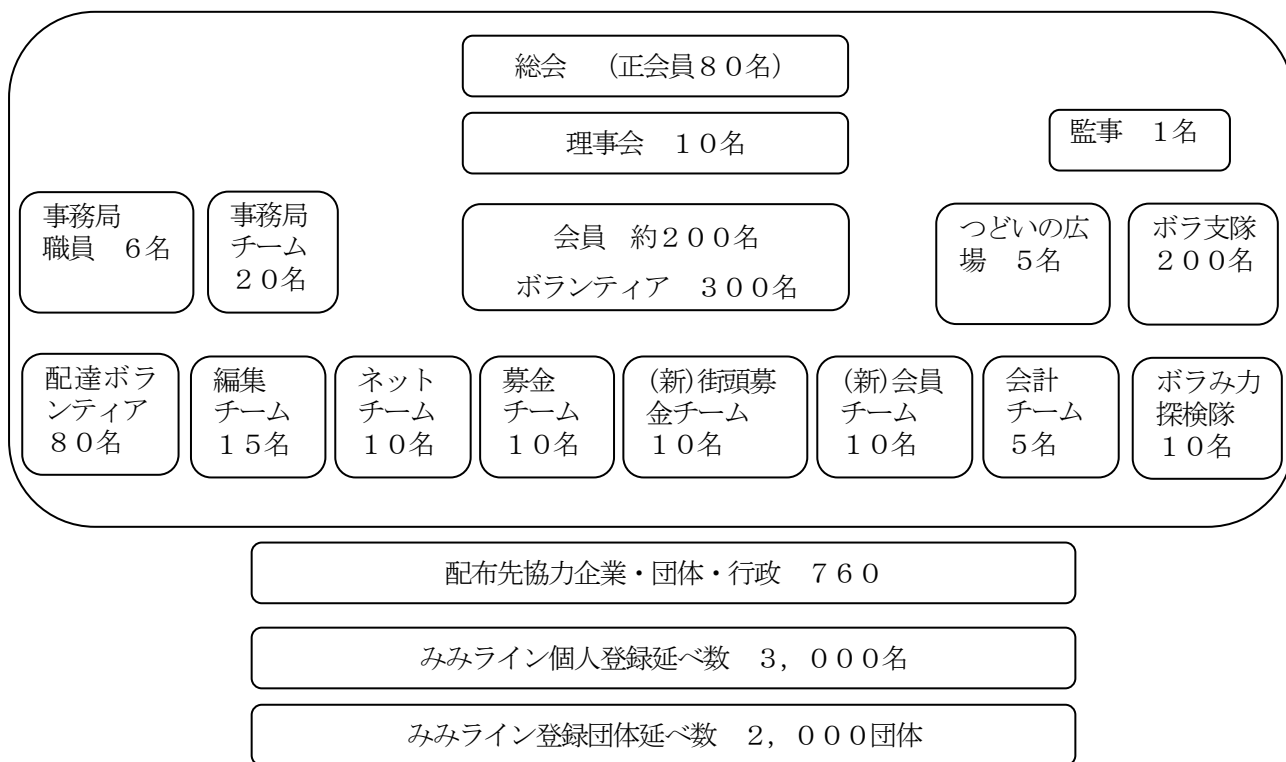 総会　(正会員８０名)
理事会　１０名
監事　１名
事務局
職員　６名
事務局
チーム
２０名
会員　約２００名
ボランティア　３００名
つどいの広
場　５名
ボラ支隊
２００名
配達ボラ
ンティア
８０名
編集
チーム
１５名
ネット
チーム
１０名
募金
チーム
１０名
(新)街頭募
金チーム
１０名
(新)会員
チーム
１０名
会計
チーム
５名
ボラみ力
探検隊
１０名
配布先協力企業・団体・行政　７６０
みみライン個人登録延べ数　３，０００名
みみライン登録団体延べ数　２，０００団体